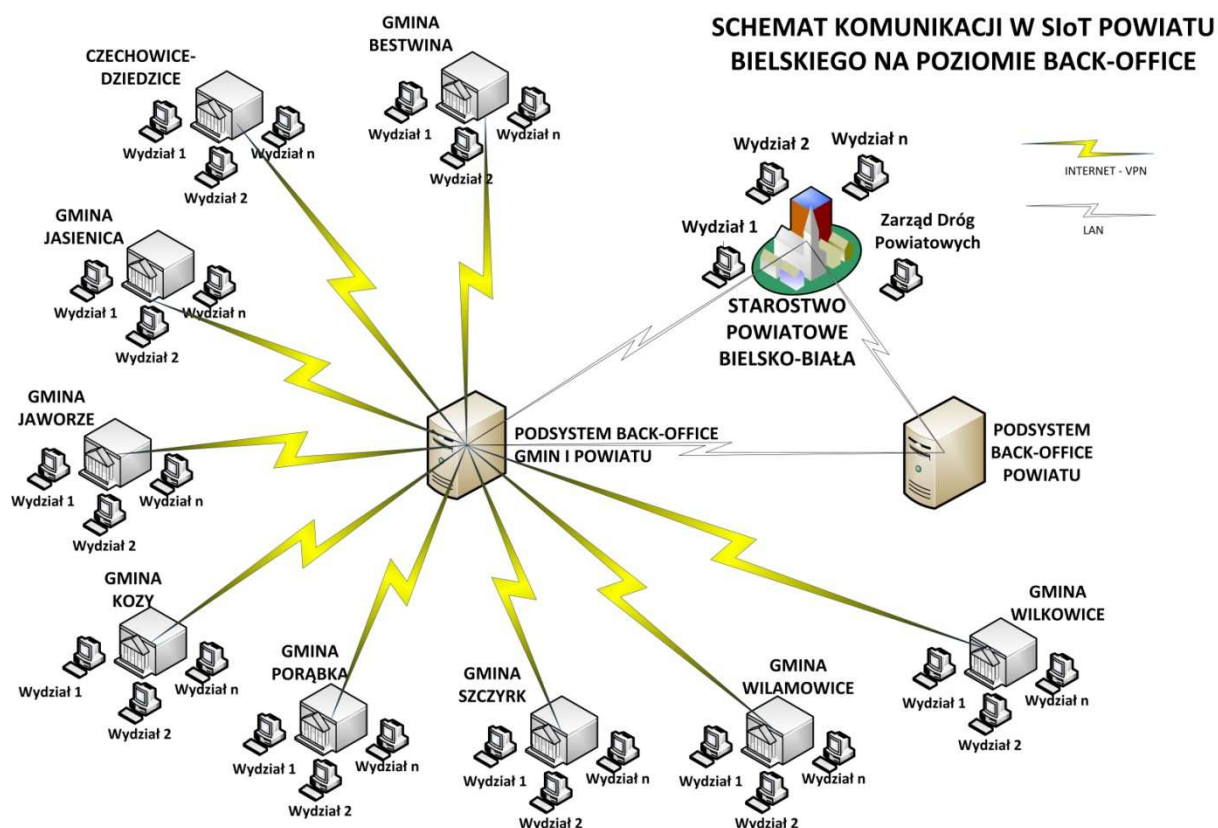 SCHEMAT KOMUNIKACJI W SIoT POWIATU
BIELSKIEGO NA POZIOMIE BACK-OFFICE
CZECHOWICE-
DZIEDZICE
Wydział 1
Wydział n
Wydział 2
GMINA
BESTWINA
Wydział 1
Wydział n
Wydział 2
Wydział 2
Wydział n
Wydział 1
Zarząd Dróg
Powiatowych
STAROSTWO
POWIATOWE
BIELSKO-BIAŁA
INTERNET - VPN
LAN
GMINA
JASIENICA
Wydział 1
Wydział n
Wydział 2
GMINA
JAWORZE
Wydział 1
Wydział n
Wydział 2
PODSYSTEM BACK-OFFICE
GMIN I POWIATU
PODSYSTEM
BACK-OFFICE
POWIATU
GMINA
KOZY
Wydział 1
Wydział n
Wydział 2
GMINA
PORĄBKA
Wydział 1
Wydział n
Wydział 2
GMINA
SZCZYRK
Wydział 1
Wydział n
Wydział 2
GMINA
WILAMOWICE
Wydział 1
Wydział n
Wydział 2
GMINA
WILKOWICE
Wydział 1
Wydział n
Wydział 2